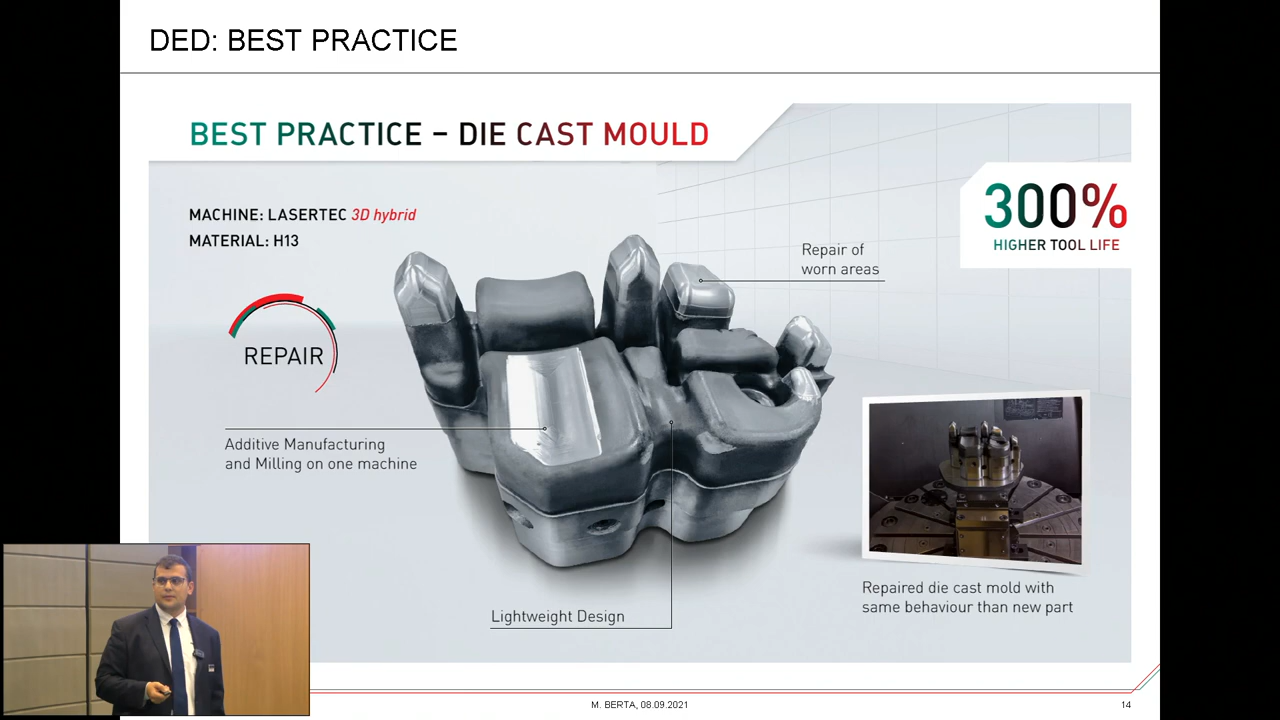 DED: BEST PRACTICE
BEST PRACTICE – DIE CAST MOULD
MACHINE: LASERTEC 3D hybrid
MATERIAL: H13
300%
HIGHER TOOL LIFE
Repair of
worn areas
REPAIR
Additive Manufacturing
and Milling on one machine
Lightweight Design
Repaired die cast mold with
same behaviour than new part
M. BERTA, 08.09.2021
14